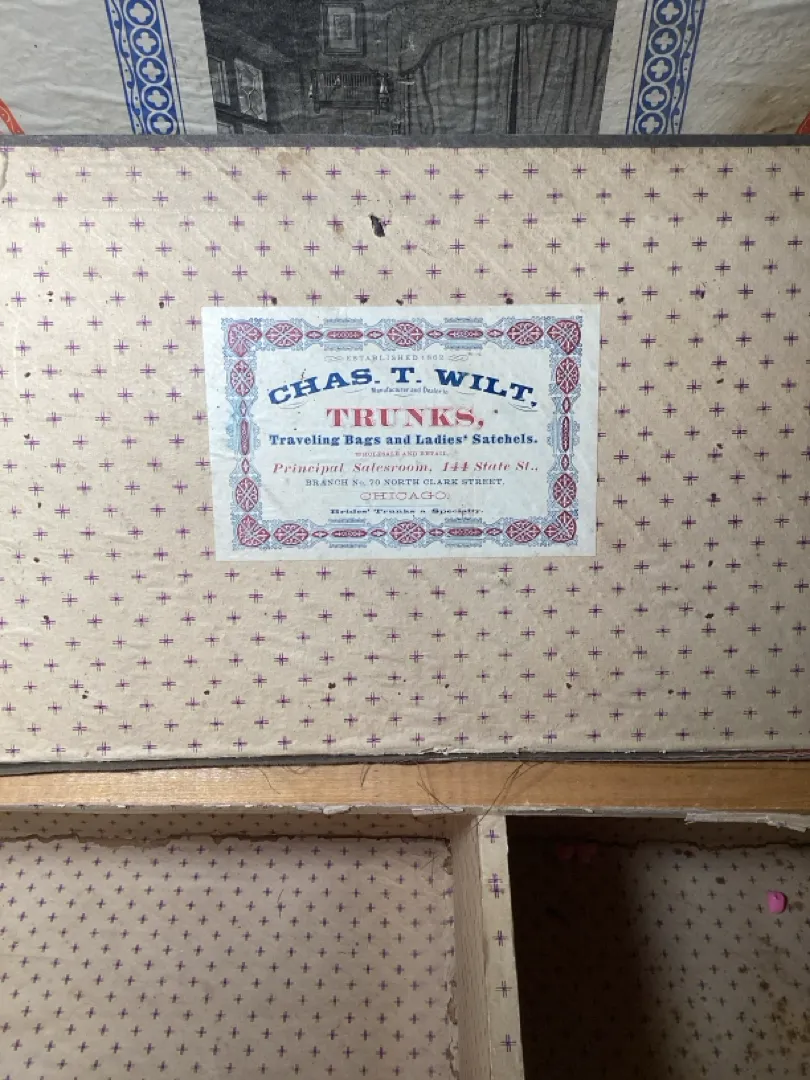 ESTABLISHED 1862
CHAS. T. WILT,
Manufacturer and Dealer in
TRUNKS,
Traveling Bags and Ladies' Satchels.
WHOLESALE AND RETAIL.
Principal Salesroom, 144 State St.,
BRANCH No. 70 NORTH CLARK STREET,
CHICAGO.
Brides' Trunks a Specialty.